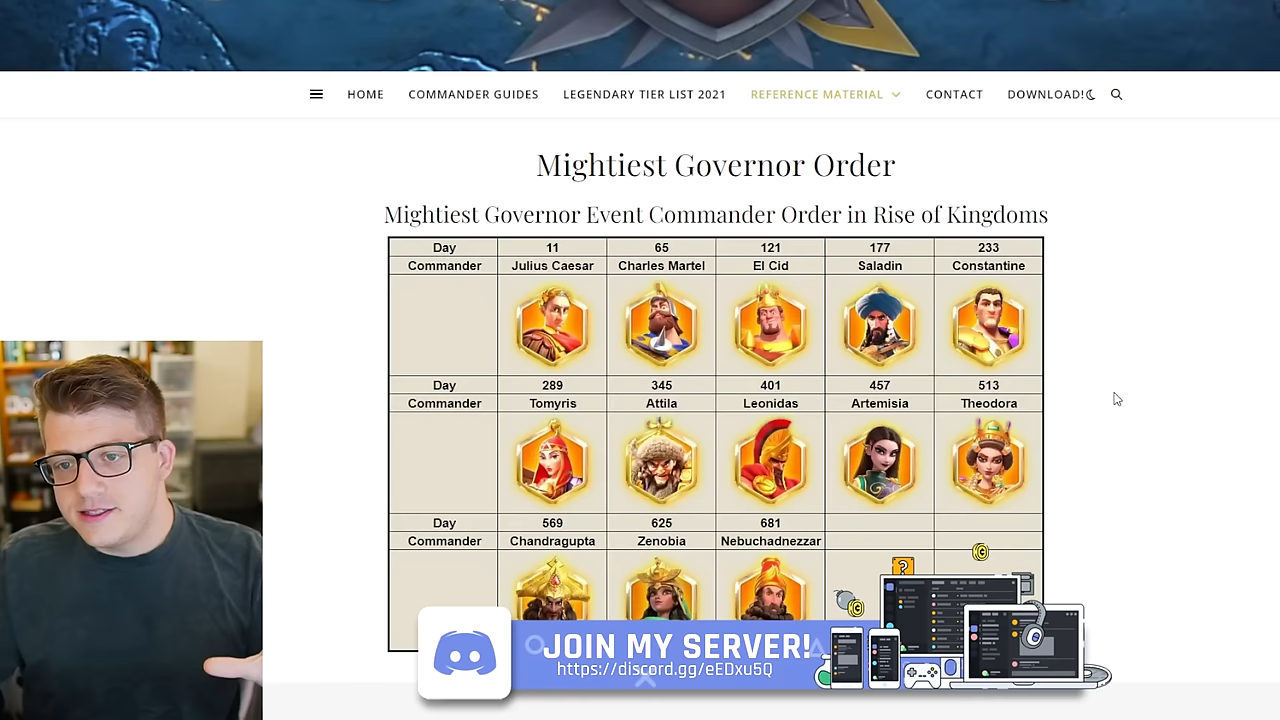 HOME COMMANDER GUIDES LEGENDARY TIER LIST 2021 REFERENCE MATERIAL CONTACT DOWNLOAD!
Mightiest Governor Order
Mightiest Governor Event Commander Order in Rise of Kingdoms
Day 11 65 121 177 233
Commander Julius Caesar Charles Martel El Cid Saladin Constantine
Day 289 345 401 457 513
Commander Tomyris Attila Leonidas Artemisia Theodora
Day 569 625 681
Commander Chandragupta Zenobia Nebuchadnezzar
JOIN MY SERVER!
https://discord.gg/eEDxu5Q